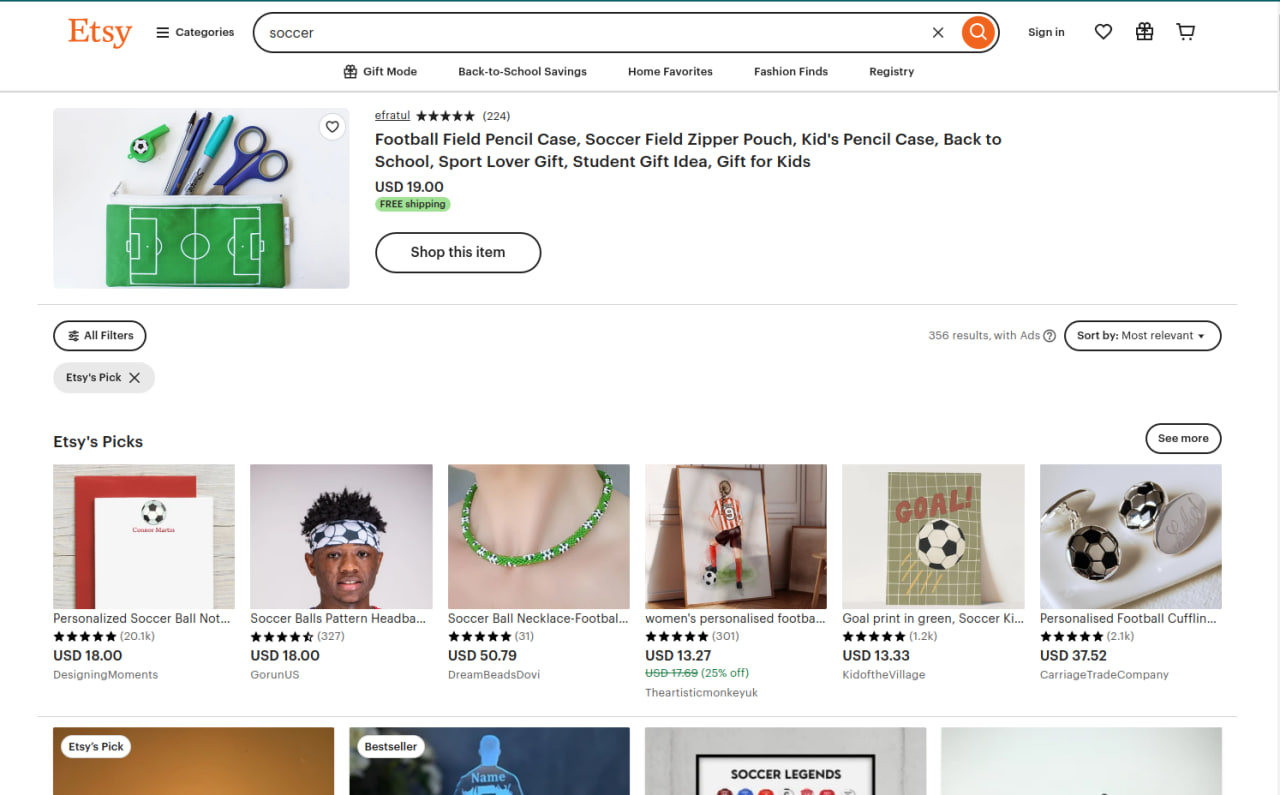 Etsy
Categories
soccer
Sign in
Gift Mode
Back-to-School Savings
Home Favorites
Fashion Finds
Registry
efratul ★★★★★ (224)
Football Field Pencil Case, Soccer Field Zipper Pouch, Kid's Pencil Case, Back to
School, Sport Lover Gift, Student Gift Idea, Gift for Kids
USD 19.00
FREE shipping
Shop this item
All Filters
356 results, with Ads ?
Sort by: Most relevant
Etsy's Pick
Etsy's Picks
See more
Connor Martin
9
GOAL!
Personalized Soccer Ball Not...
(20.1k)
USD 18.00
DesigningMoments
Soccer Balls Pattern Headba...
(327)
USD 18.00
GorunUS
Soccer Ball Necklace-Footbal...
(31)
USD 50.79
DreamBeadsDovi
women's personalised footba...
(301)
USD 13.27
USD 17.69 (25% off)
Theartisticmonkeyuk
Goal print in green, Soccer Ki...
(1.2k)
USD 13.33
KidoftheVillage
Personalised Football Cufflin...
(2.1k)
USD 37.52
CarriageTradeCompany
Etsy's Pick
Bestseller
Name
SOCCER LEGENDS